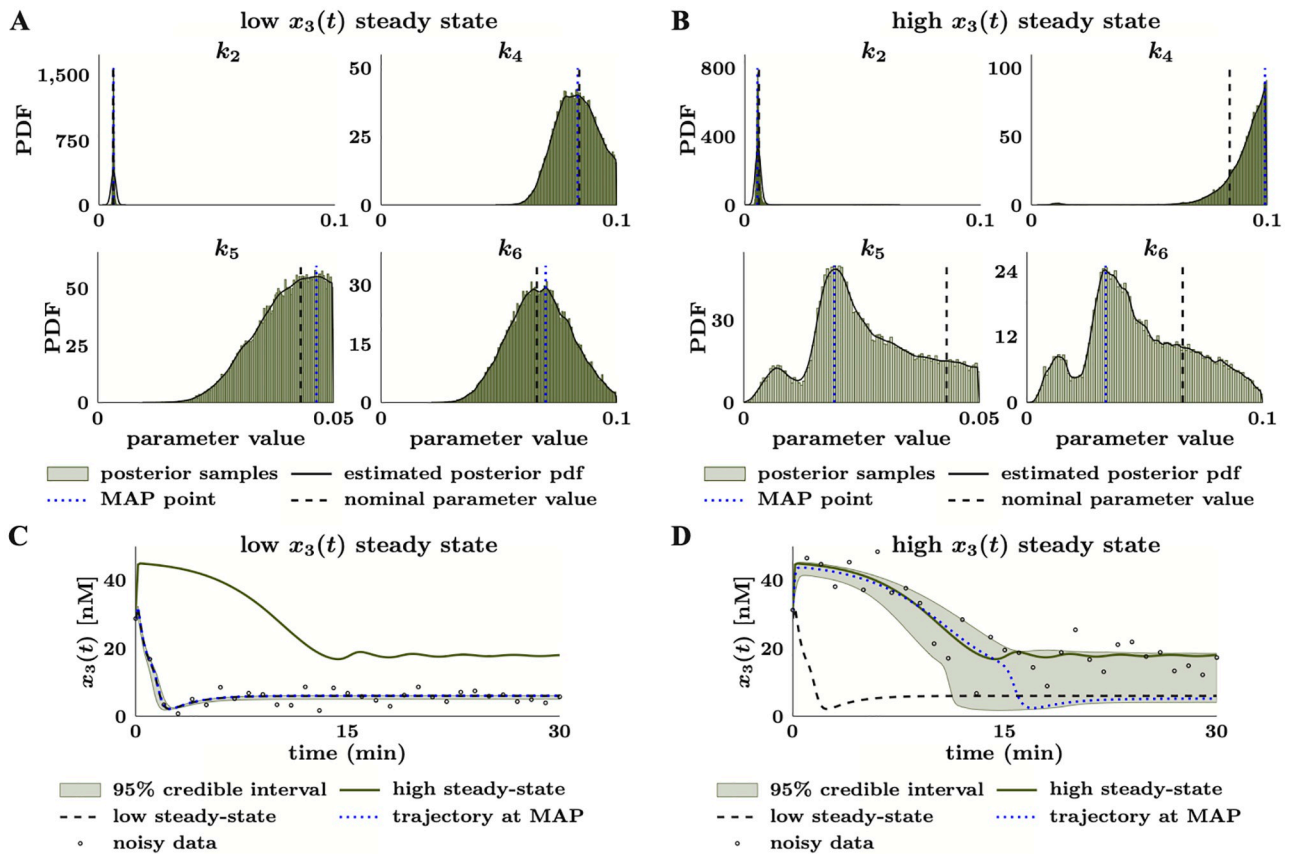 A
low x₃(t) steady state
k₂
k₄
PDF
1,500
750
0
0
0.1
50
25
0
0
0.1
k₅
k₆
PDF
50
25
0
0
0.05
30
15
0
0
0.1
parameter value
parameter value
posterior samples
estimated posterior pdf
MAP point
nominal parameter value
B
high x₃(t) steady state
k₂
k₄
PDF
800
400
0
0
0.1
100
50
0
0
0.1
k₅
k₆
PDF
30
0
0
0.05
24
12
0
0
0.1
parameter value
parameter value
posterior samples
estimated posterior pdf
MAP point
nominal parameter value
C
low x₃(t) steady state
x₃(t) [nM]
40
20
0
0
15
30
time (min)
95% credible interval
high steady-state
low steady-state
trajectory at MAP
noisy data
D
high x₃(t) steady state
x₃(t) [nM]
40
20
0
0
15
30
time (min)
95% credible interval
high steady-state
low steady-state
trajectory at MAP
noisy data